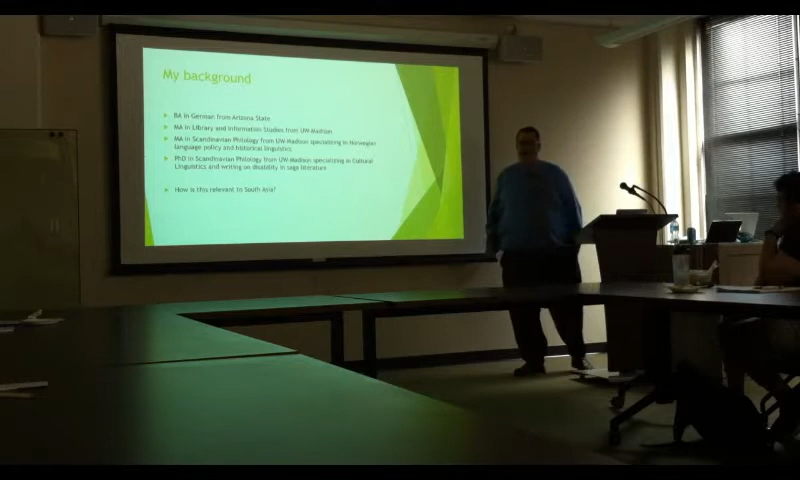 My background
BA in German from Arizona State
MA in Library and Information Studies from UW-Madison
MA in Scandinavian Philology from UW-Madison specializing in Norwegian
language policy and historical linguistics
PhD in Scandinavian Philology from UW-Madison specializing in Cultural
Linguistics and writing on disability in saga literature
How is this relevant to South Asia?